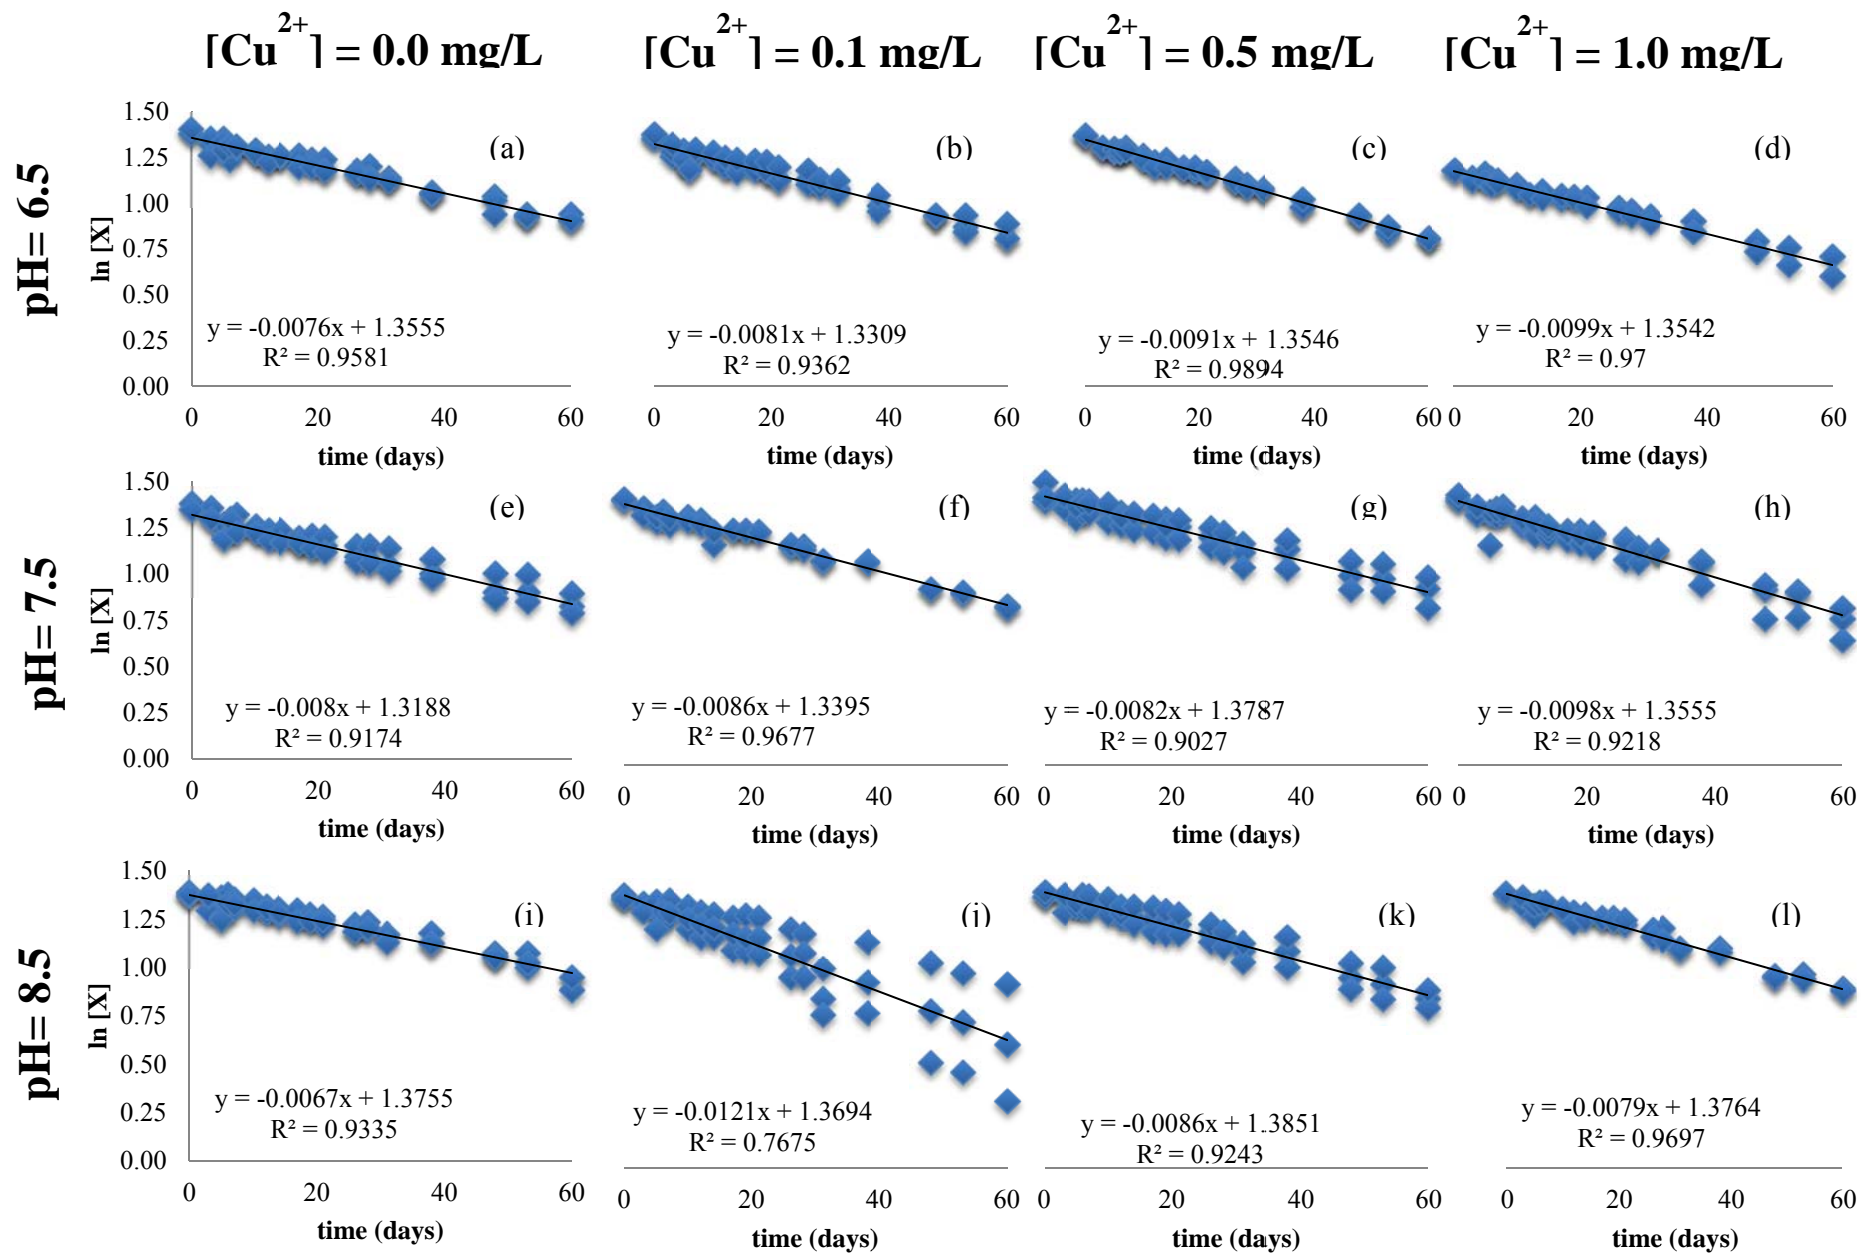 [Cu2+] = 0.0 mg/L [Cu2+] = 0.1 mg/L [Cu2+] = 0.5 mg/L [Cu2+] = 1.0 mg/L
pH= 6.5
ln [X]
1.50
1.25
1.00
0.75
0.50
0.25
0.00
(a)
y = -0.0076x + 1.3555
R² = 0.9581
0 20 40 60
time (days)
(b)
y = -0.0081x + 1.3309
R² = 0.9362
0 20 40 60
time (days)
(c)
y = -0.0091x + 1.3546
R² = 0.9894
0 20 40 60
time (days)
(d)
y = -0.0099x + 1.3542
R² = 0.97
0 20 40 60
time (days)
pH= 7.5
ln [X]
1.50
1.25
1.00
0.75
0.50
0.25
0.00
(e)
y = -0.008x + 1.3188
R² = 0.9174
0 20 40 60
time (days)
(f)
y = -0.0086x + 1.3395
R² = 0.9677
0 20 40 60
time (days)
(g)
y = -0.0082x + 1.3787
R² = 0.9027
0 20 40 60
time (days)
(h)
y = -0.0098x + 1.3555
R² = 0.9218
0 20 40 60
time (days)
pH= 8.5
ln [X]
1.50
1.25
1.00
0.75
0.50
0.25
0.00
(i)
y = -0.0067x + 1.3755
R² = 0.9335
0 20 40 60
time (days)
(j)
y = -0.0121x + 1.3694
R² = 0.7675
0 20 40 60
time (days)
(k)
y = -0.0086x + 1.3851
R² = 0.9243
0 20 40 60
time (days)
(l)
y = -0.0079x + 1.3764
R² = 0.9697
0 20 40 60
time (days)